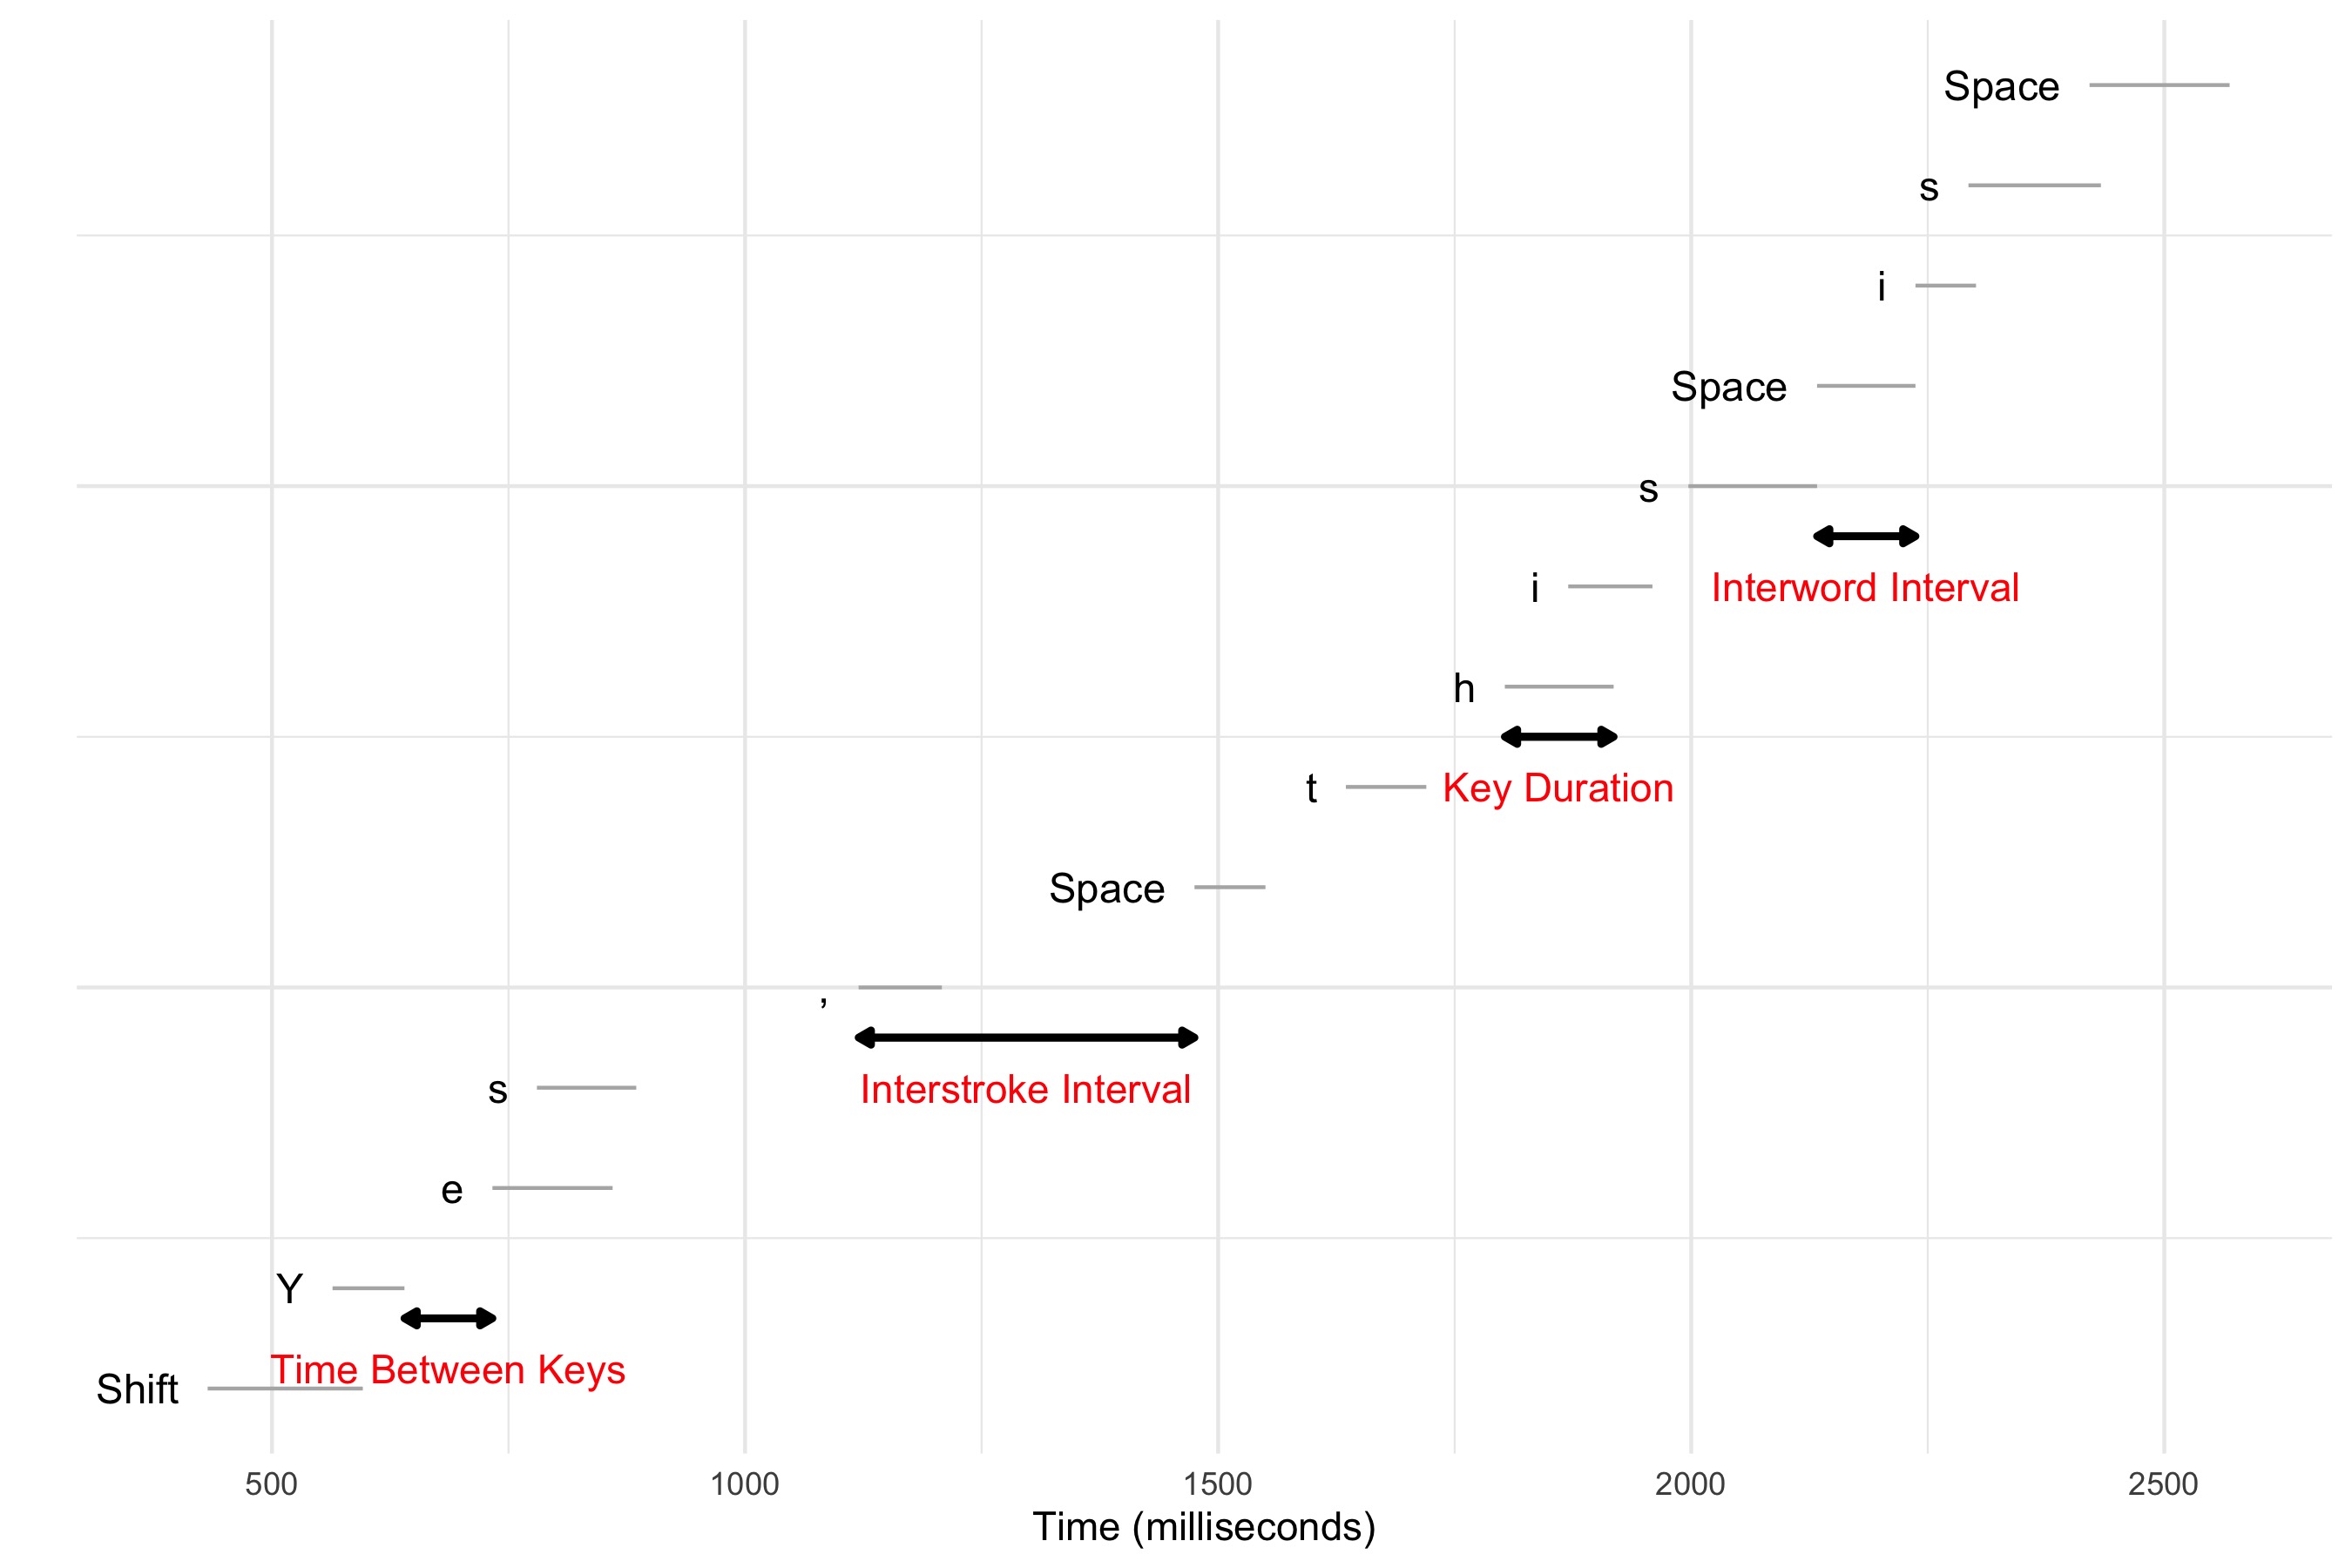 Space
s
i
Space
s
i
Interword Interval
h
t
Key Duration
Space
,
s
Interstroke Interval
e
Y
Time Between Keys
Shift
500 1000 1500 2000 2500
Time (milliseconds)